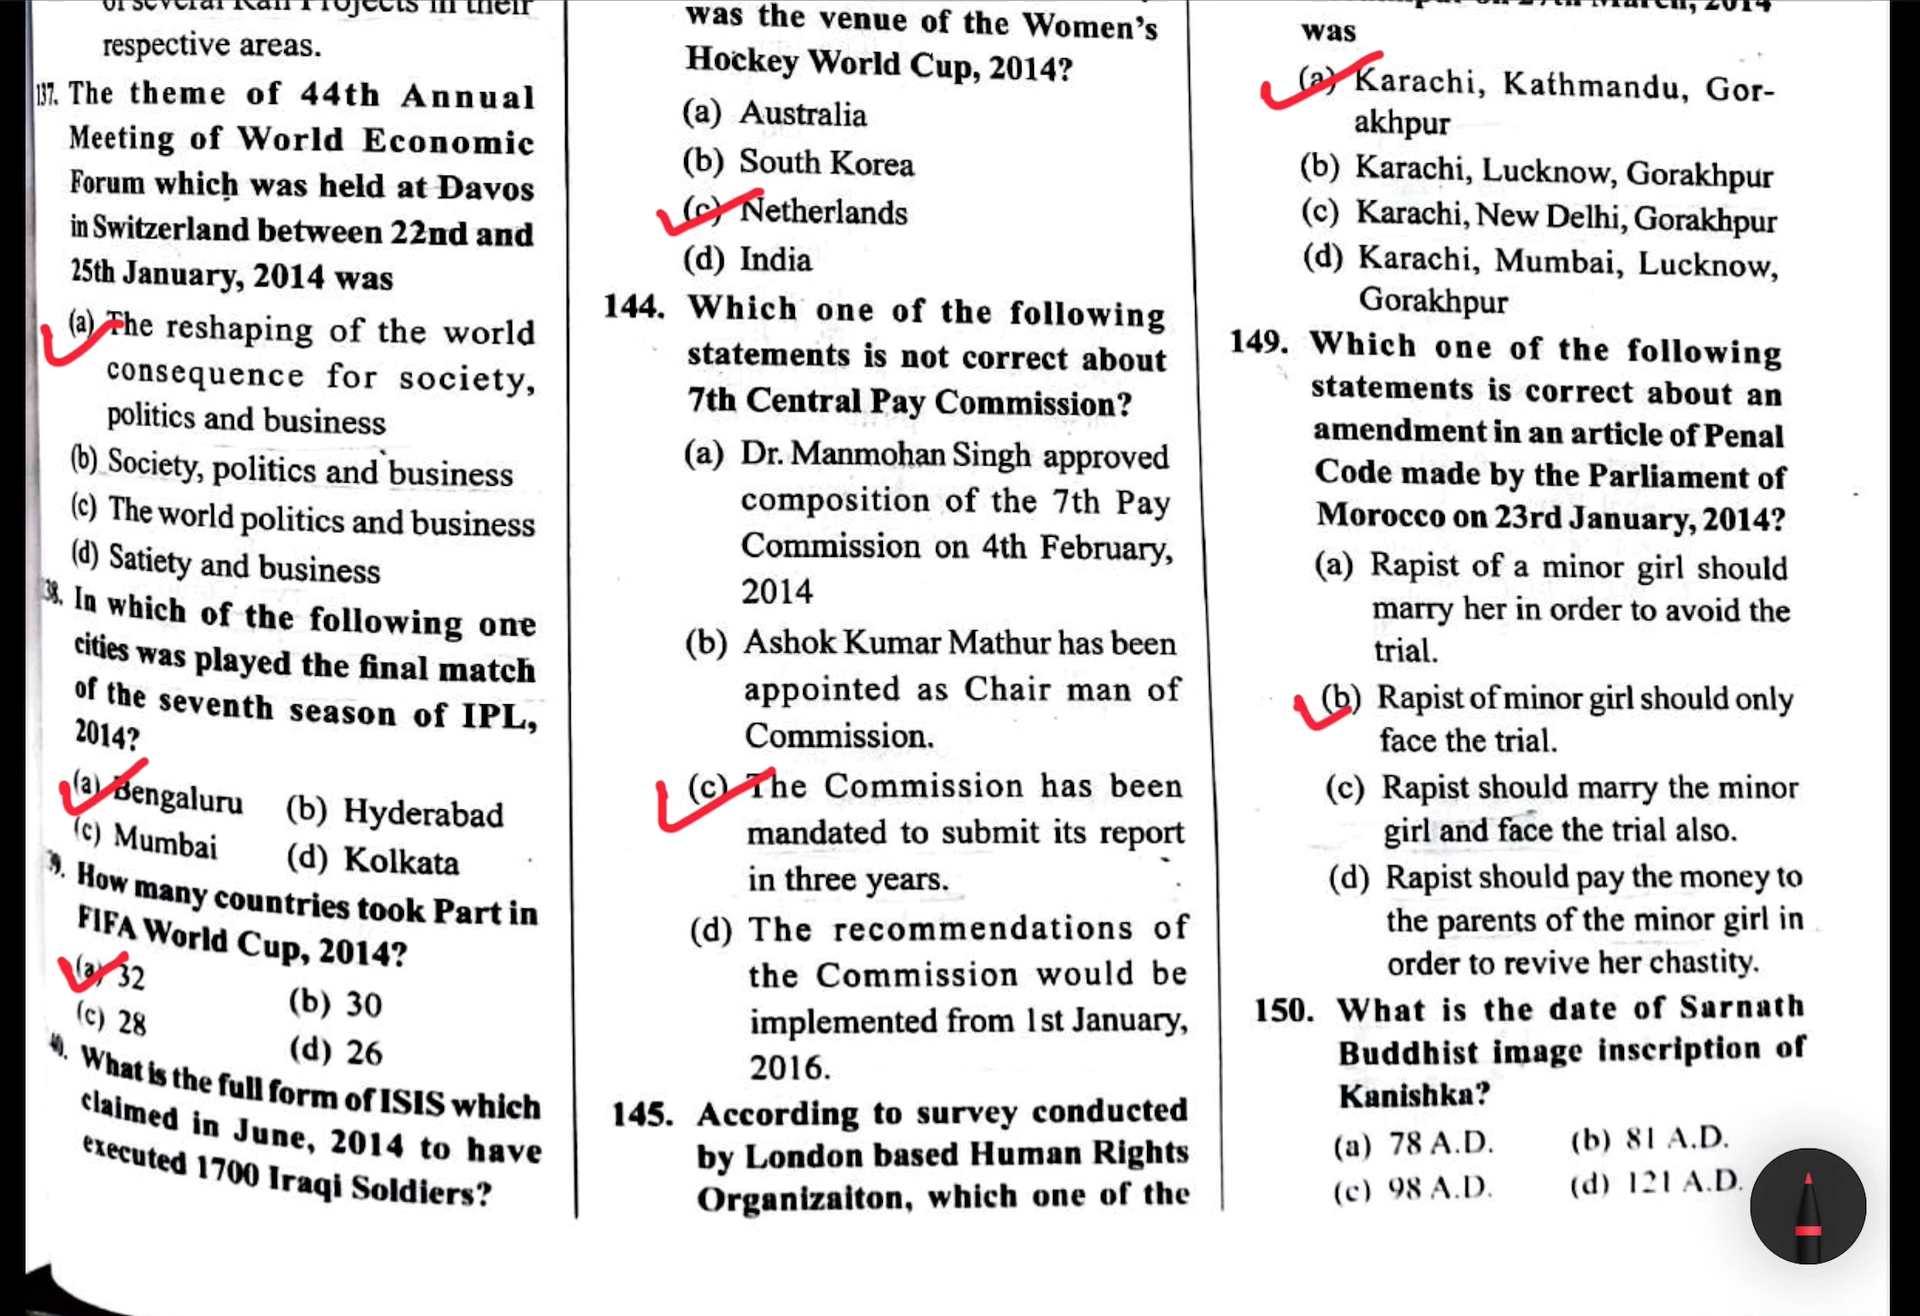 respective areas.
137. The theme of 44th Annual
Meeting of World Economic
Forum which was held at Davos
in Switzerland between 22nd and
25th January, 2014 was
(a) The reshaping of the world
consequence for society,
politics and business
(b) Society, politics and business
(c) The world politics and business
(d) Satiety and business
38. In which of the following one
cities was played the final match
of the seventh season of IPL,
2014?
(a) Bengaluru (b) Hyderabad
(c) Mumbai (d) Kolkata
9. How many countries took Part in
FIFA World Cup, 2014?
(a) 32 (b) 30
(c) 28 (d) 26
40. What is the full form of ISIS which
claimed in June, 2014 to have
executed 1700 Iraqi Soldiers?
was the venue of the Women's
Hockey World Cup, 2014?
(a) Australia
(b) South Korea
(c) Netherlands
(d) India
144. Which one of the following
statements is not correct about
7th Central Pay Commission?
(a) Dr. Manmohan Singh approved
composition of the 7th Pay
Commission on 4th February,
2014
(b) Ashok Kumar Mathur has been
appointed as Chair man of
Commission.
(c) The Commission has been
mandated to submit its report
in three years.
(d) The recommendations of
the Commission would be
implemented from 1st January,
2016.
145. According to survey conducted
by London based Human Rights
Organizaiton, which one of the
was
(a) Karachi, Kathmandu, Gor-
akhpur
(b) Karachi, Lucknow, Gorakhpur
(c) Karachi, New Delhi, Gorakhpur
(d) Karachi, Mumbai, Lucknow,
Gorakhpur
149. Which one of the following
statements is correct about an
amendment in an article of Penal
Code made by the Parliament of
Morocco on 23rd January, 2014?
(a) Rapist of a minor girl should
marry her in order to avoid the
trial.
(b) Rapist of minor girl should only
face the trial.
(c) Rapist should marry the minor
girl and face the trial also.
(d) Rapist should pay the money to
the parents of the minor girl in
order to revive her chastity.
150. What is the date of Sarnath
Buddhist image inscription of
Kanishka?
(a) 78 A.D. (b) 81 A.D.
(c) 98 A.D. (d) 121 A.D.